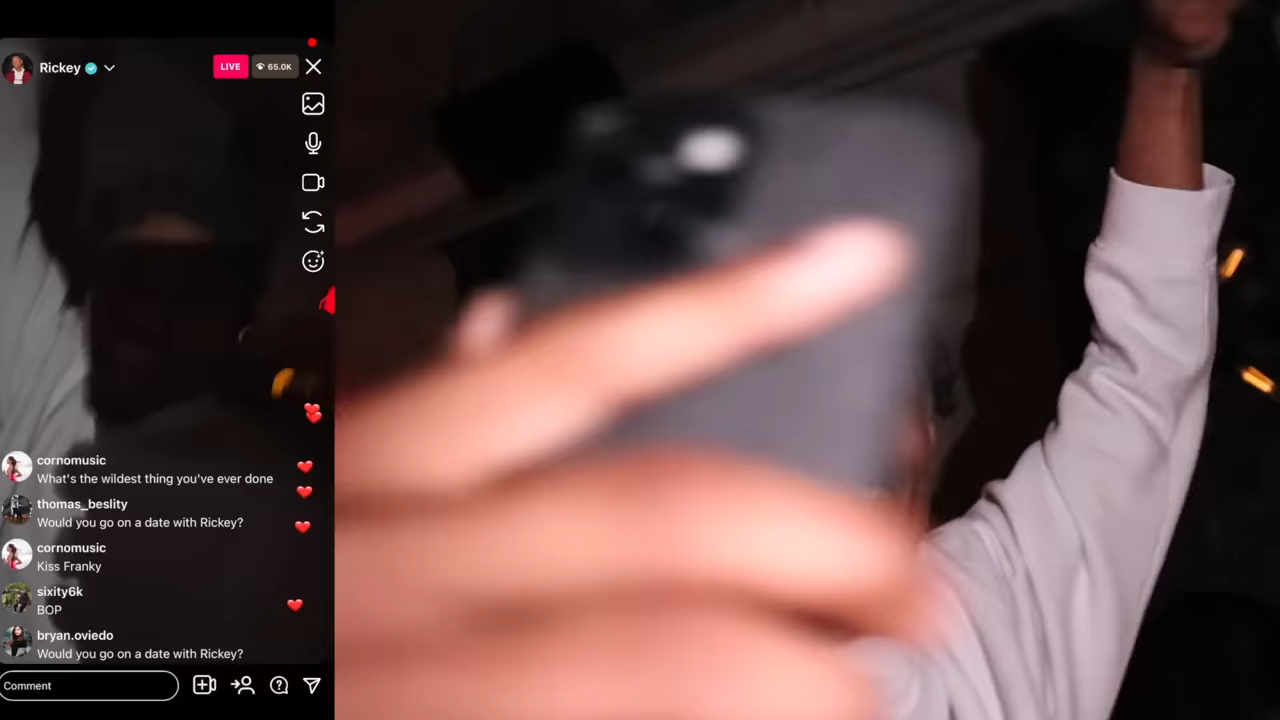 Rickey
LIVE
65.0K
cornomusic
What's the wildest thing you've ever done
thomas_beslity
Would you go on a date with Rickey?
cornomusic
Kiss Franky
sixity6k
BOP
bryan.oviedo
Would you go on a date with Rickey?
Comment